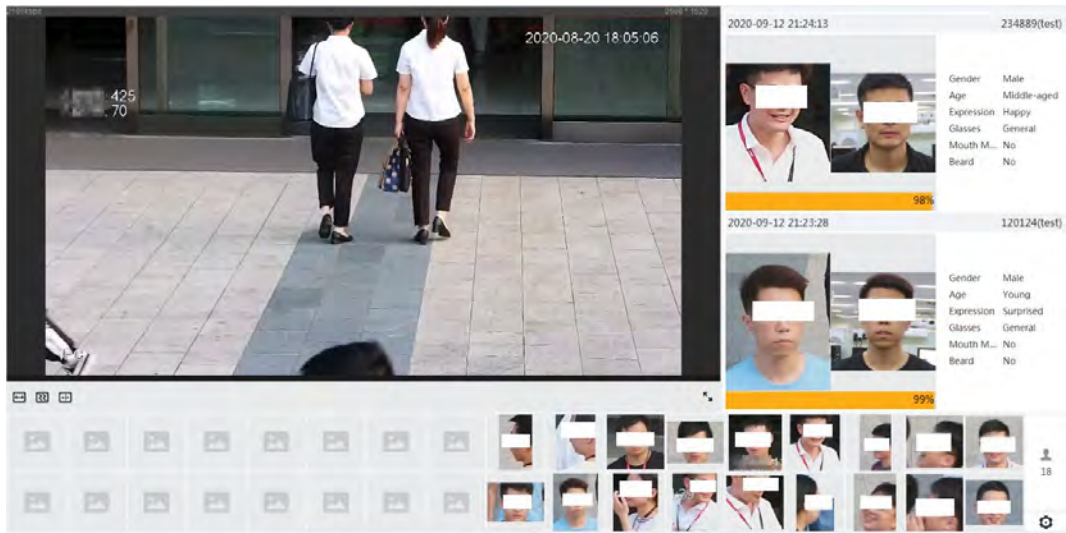 2020-08-20 18:05:06
425
.70
2020-09-12 21:24:13 234889(test)
Gender Male
Age Middle-aged
Expression Happy
Glasses General
Mouth M... No
Beard No
98%
2020-09-12 21:23:28 120124(test)
Gender Male
Age Young
Expression Surprised
Glasses General
Mouth M... No
Beard No
99%
18